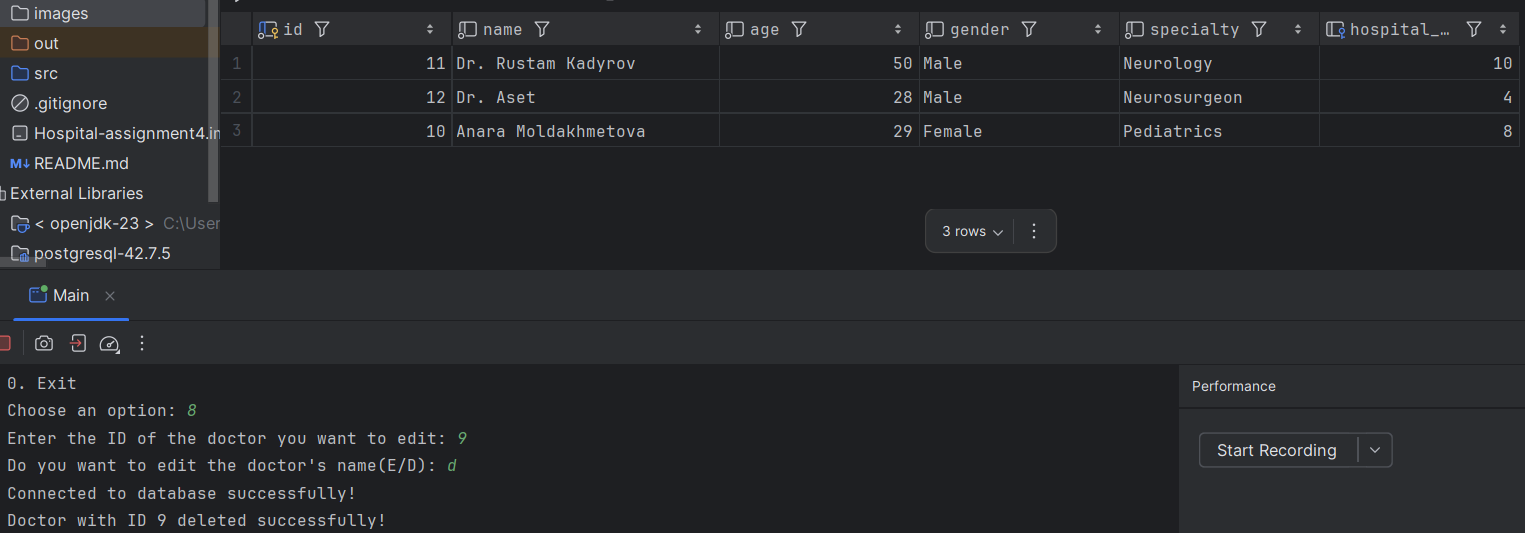 images
out
src
.gitignore
Hospital-assignment4.im
README.md
External Libraries
< openjdk-23 > C:\User
postgresql-42.7.5
id name age gender specialty hospital_…
1 11 Dr. Rustam Kadyrov 50 Male Neurology 10
2 12 Dr. Aset 28 Male Neurosurgeon 4
3 10 Anara Moldakhmetova 29 Female Pediatrics 8
3 rows
Main
0. Exit
Choose an option: 8
Enter the ID of the doctor you want to edit: 9
Do you want to edit the doctor's name(E/D): d
Connected to database successfully!
Doctor with ID 9 deleted successfully!
Performance
Start Recording